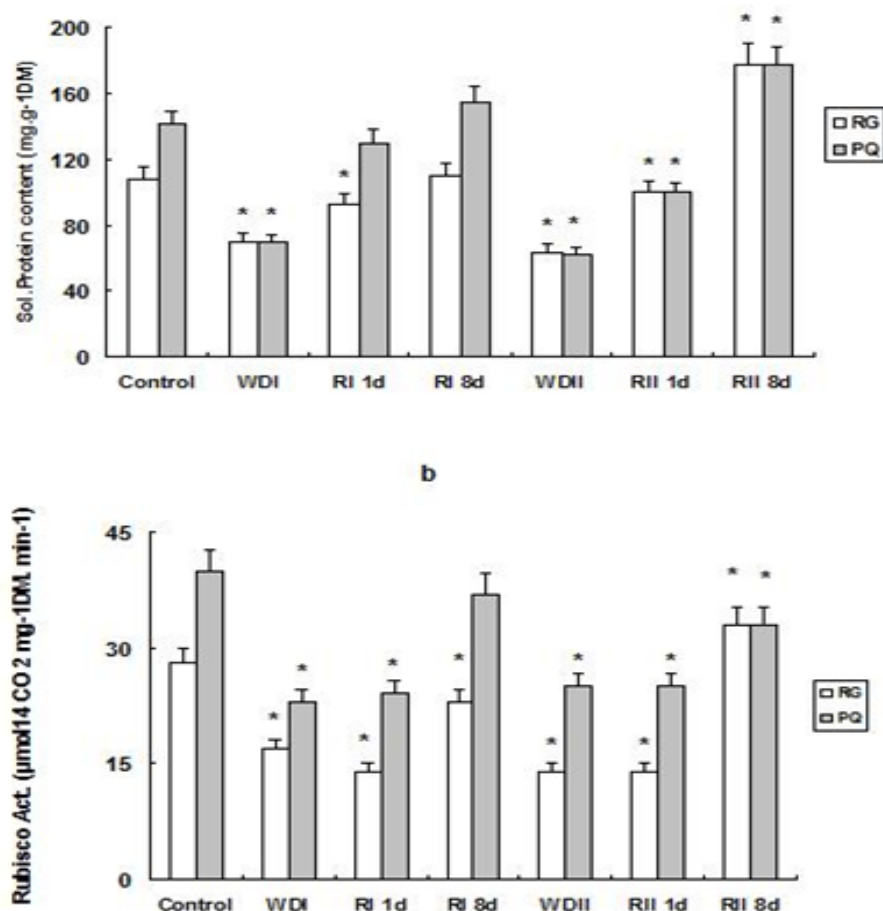 Sol.Protein content (mg.g-1DM)
200
160
120
80
40
0
* * * * * * * * *
Control WDI RI 1d RI 8d WDII RII 1d RII 8d
RG
PQ
b
Rubisco Act. (µmol14 CO 2 mg-1DM. min-1)
45
30
15
0
* * * * * * * * * * *
Control WDI RI 1d RI 8d WDII RII 1d RII 8d
RG
PQ